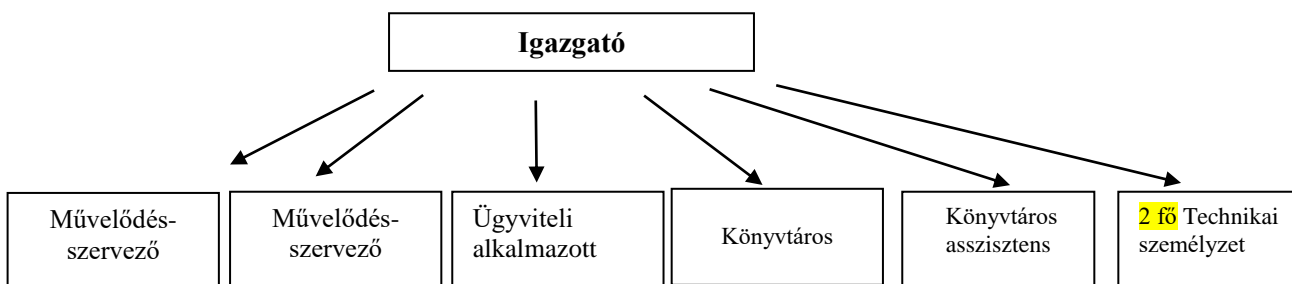 Igazgató
Művelődés-
szervező
Művelődés-
szervező
Ügyviteli
alkalmazott
Könyvtáros
Könyvtáros
asszisztens
2 fő Technikai
személyzet